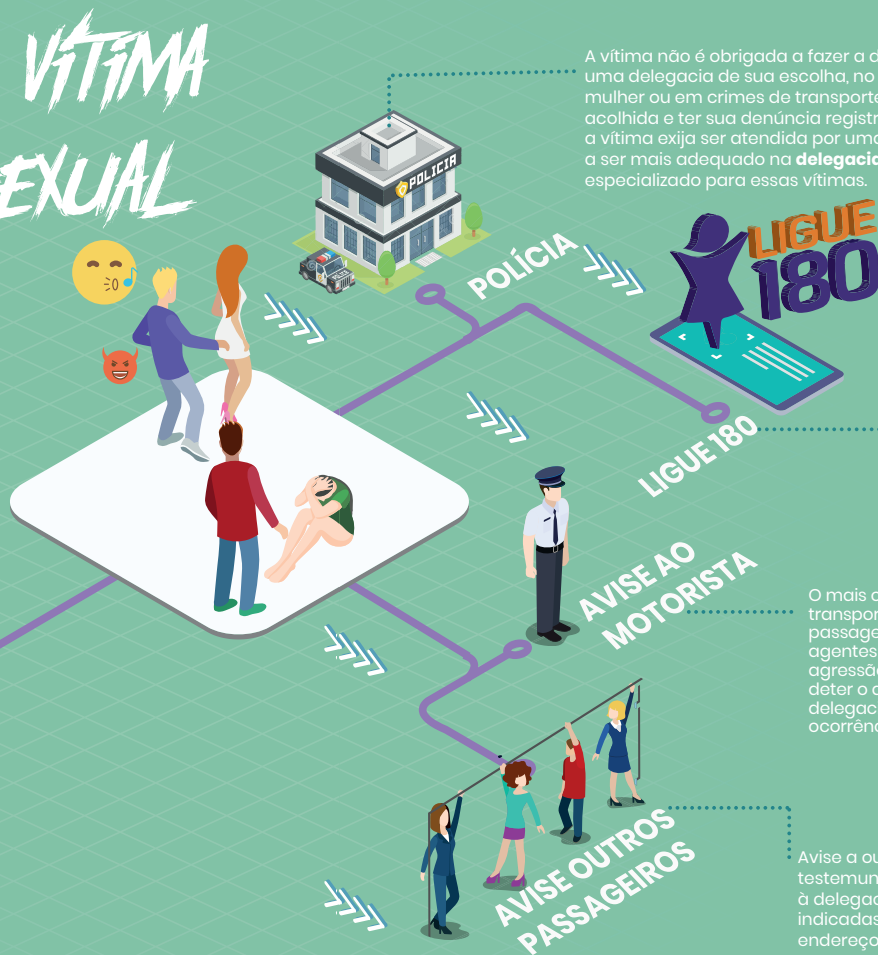 VÍTIMA
EXUAL
A vítima não é obrigada a fazer a d
uma delegacia de sua escolha, no
mulher ou em crimes de transporte
acolhida e ter sua denúncia registr
a vítima exija ser atendida por uma
a ser mais adequado na delegacia
especializado para essas vítimas.
POLICIA
POLÍCIA
LIGUE
180
LIGUE 180
AVISE AO
MOTORISTA
O mais
transpor
passage
agentes
agressão
deter o
delegac
ocorrênc
AVISE OUTROS
PASSAGEIROS
Avise a ou
testemun
à delegac
indicadas
endereço